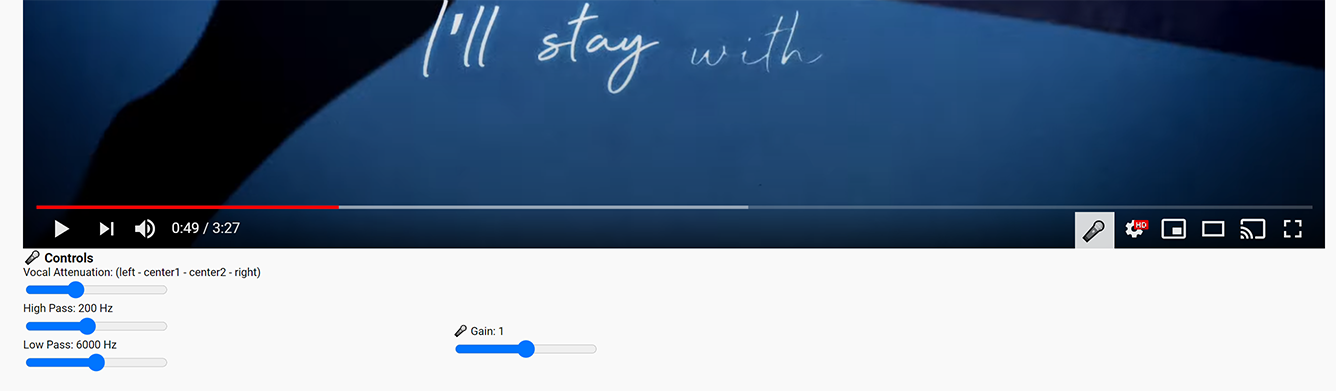 I'll stay with
0:49 / 3:27
HD
Controls
Vocal Attenuation: (left - center1 - center2 - right)
High Pass: 200 Hz
Gain: 1
Low Pass: 6000 Hz